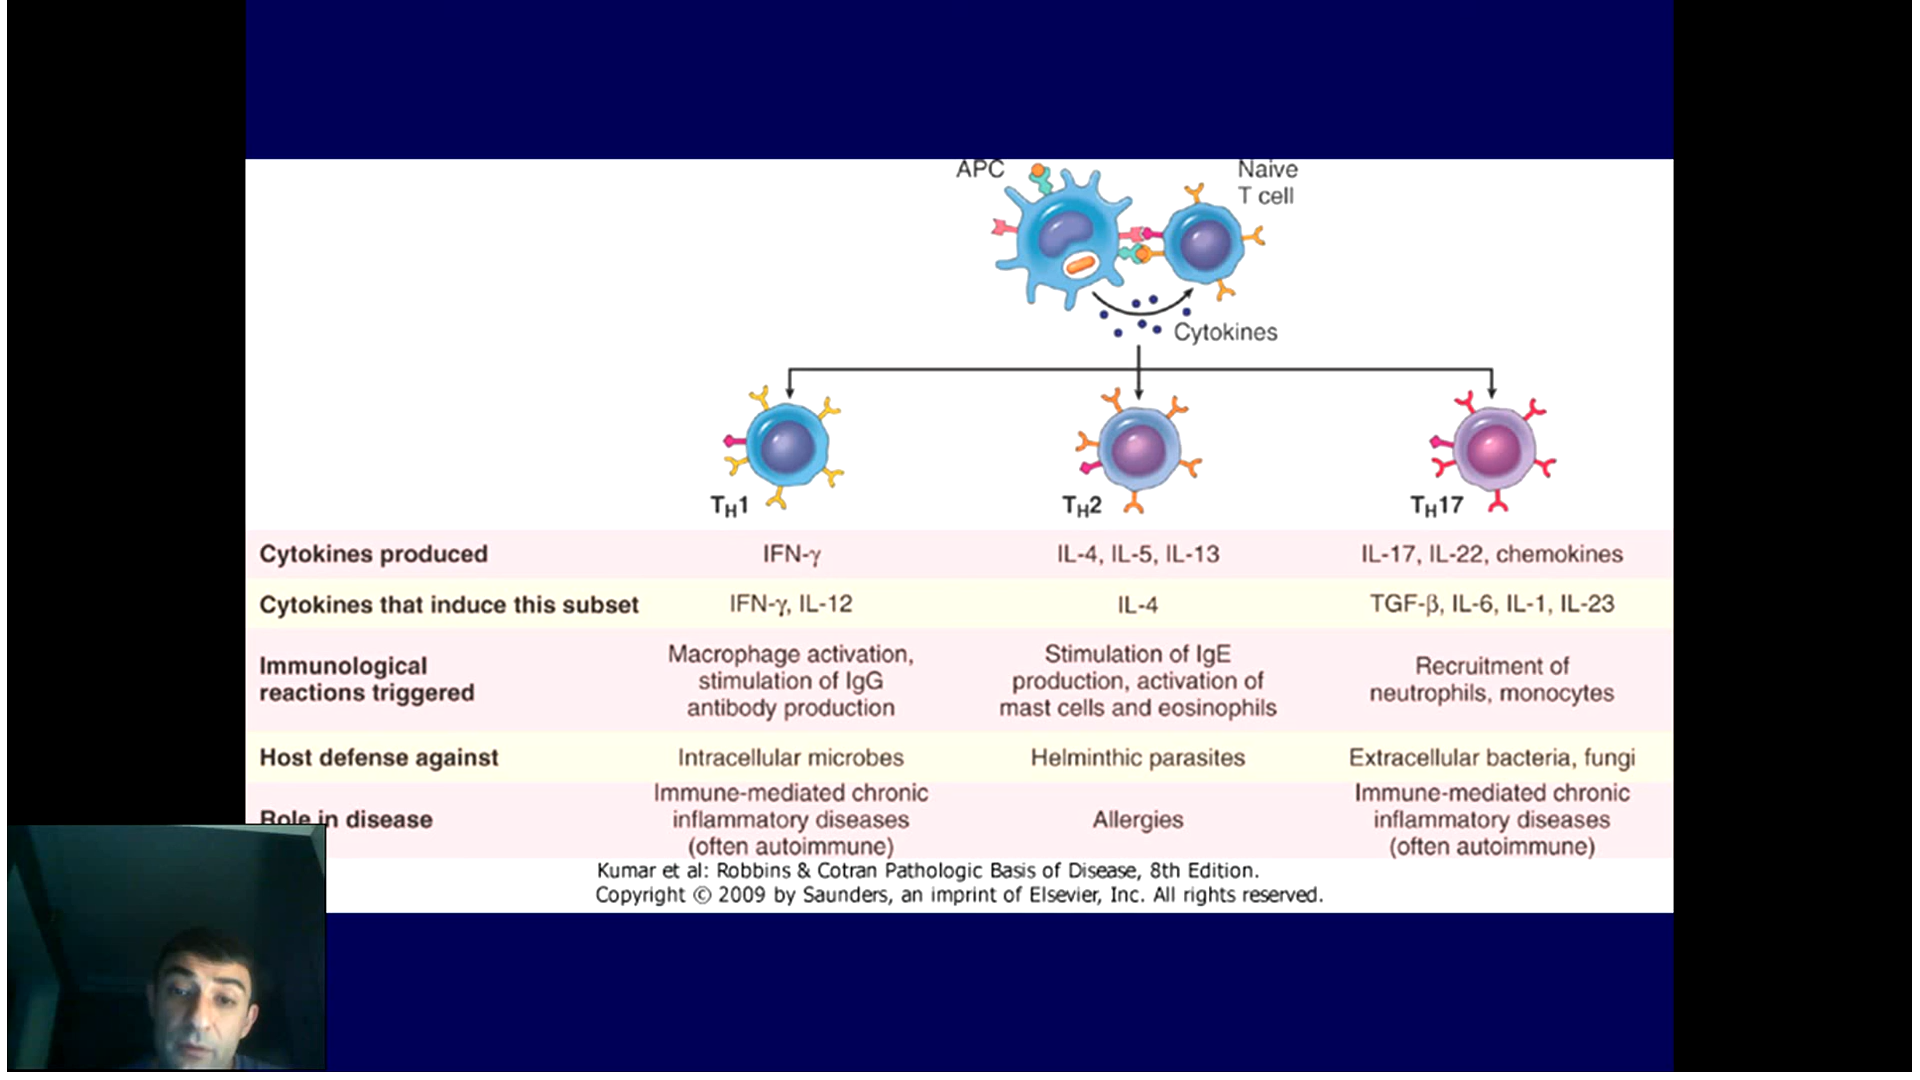 APC
Naive
T cell
Cytokines
TH1
TH2
TH17
Cytokines produced
IFN-γ
IL-4, IL-5, IL-13
IL-17, IL-22, chemokines
Cytokines that induce this subset
IFN-γ, IL-12
IL-4
TGF-β, IL-6, IL-1, IL-23
Immunological
reactions triggered
Macrophage activation,
stimulation of IgG
antibody production
Stimulation of IgE
production, activation of
mast cells and eosinophils
Recruitment of
neutrophils, monocytes
Host defense against
Intracellular microbes
Helminthic parasites
Extracellular bacteria, fungi
Role in disease
Immune-mediated chronic
inflammatory diseases
(often autoimmune)
Allergies
Immune-mediated chronic
inflammatory diseases
(often autoimmune)
Kumar et al: Robbins & Cotran Pathologic Basis of Disease, 8th Edition.
Copyright © 2009 by Saunders, an imprint of Elsevier, Inc. All rights reserved.